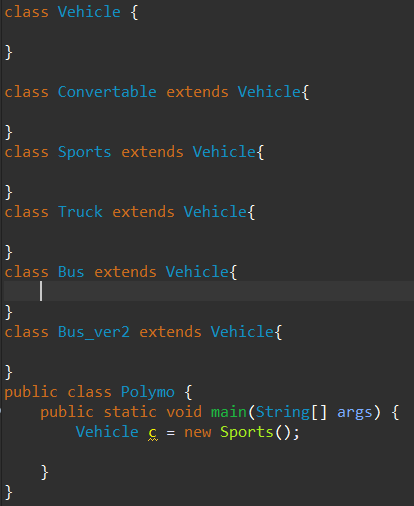 class Vehicle {
}
class Convertable extends Vehicle{
}
class Sports extends Vehicle{
}
class Truck extends Vehicle{
}
class Bus extends Vehicle{
}
class Bus_ver2 extends Vehicle{
}
public class Polymo {
public static void main(String[] args) {
Vehicle c = new Sports();
}
}